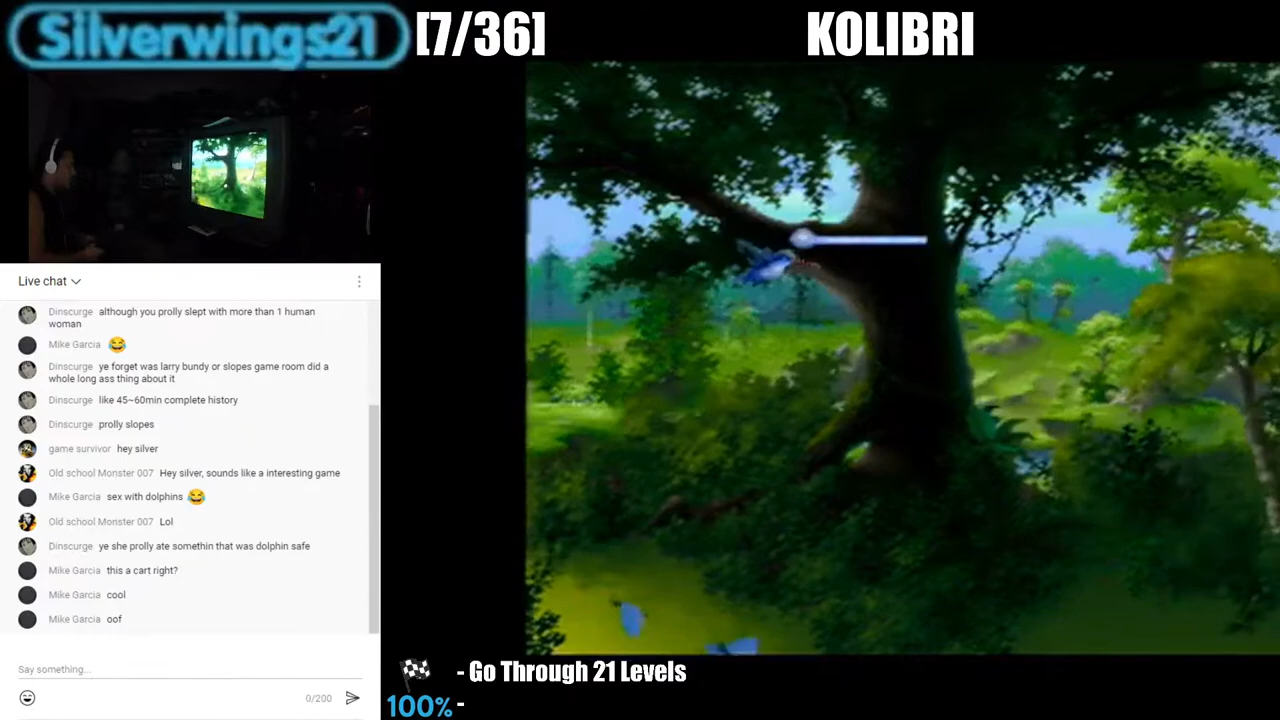 Silverwings21 [7/36] KOLIBRI
Live chat
Dinscurge although you prolly slept with more than 1 human
woman
Mike Garcia 😂
Dinscurge ye forget was larry bundy or slopes game room did a
whole long ass thing about it
Dinscurge like 45~60min complete history
Dinscurge prolly slopes
game survivor hey silver
Old school Monster 007 Hey silver, sounds like a interesting game
Mike Garcia sex with dolphins 😂
Old school Monster 007 Lol
Dinscurge ye she prolly ate somethin that was dolphin safe
Mike Garcia this a cart right?
Mike Garcia cool
Mike Garcia oof
Say something...
0/200
- Go Through 21 Levels
100% -